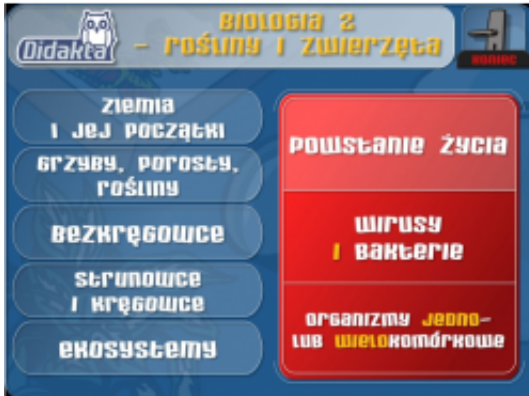 Didakta
BIOLOGIA 2
- ROŚLINY I ZWIERZĘTA
KONIEC
ZIEMIA
I JEJ POCZĄTKI
GRZYBY, POROSTY,
ROŚLINY
BEZKRĘGOWCE
STRUNOWCE
I KRĘGOWCE
EKOSYSTEMY
POWSTANIE ŻYCIA
WIRUSY
I BAKTERIE
ORGANIZMY JEDNO-
LUB WIELOKOMÓRKOWE